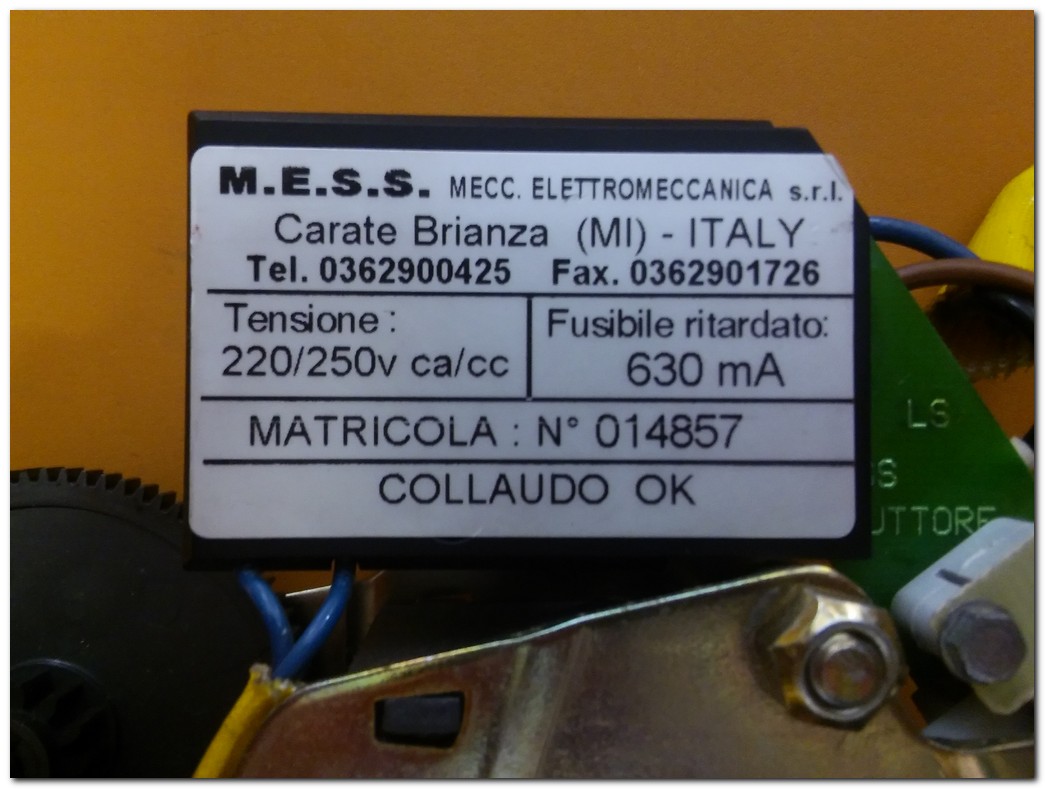 M.E.S.S. MECC. ELETTROMECCANICA s.r.l.
Carate Brianza (MI) - ITALY
Tel. 0362900425 Fax. 0362901726
Tensione : Fusibile ritardato:
220/250v ca/cc 630 mA
MATRICOLA : N° 014857
COLLAUDO OK
LS